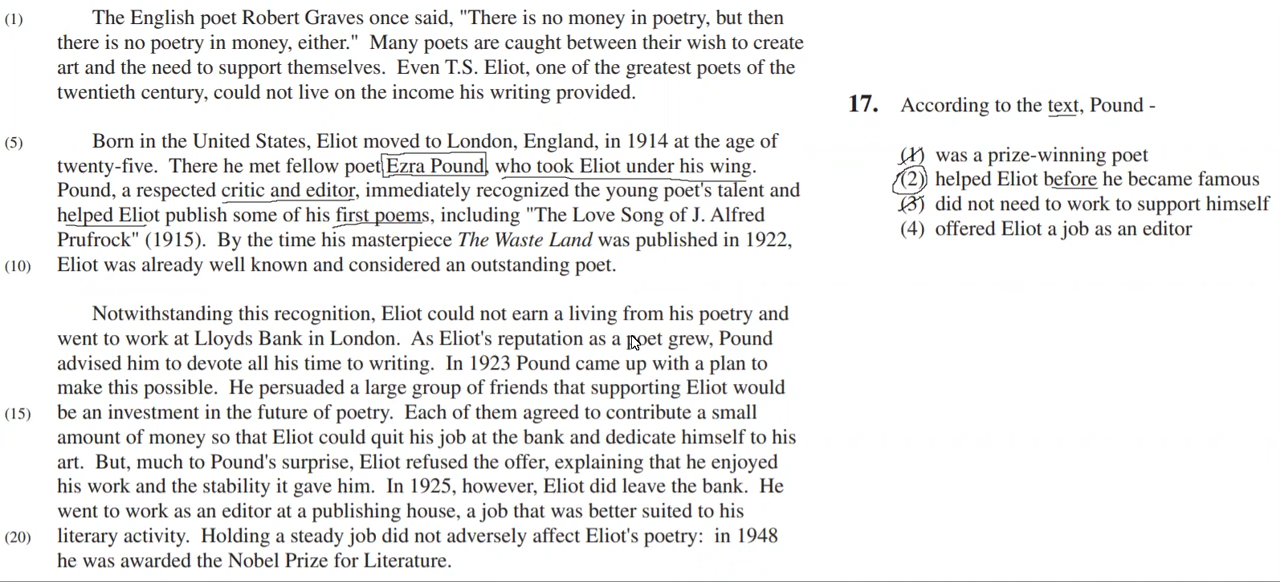 (1) The English poet Robert Graves once said, "There is no money in poetry, but then
there is no poetry in money, either." Many poets are caught between their wish to create
art and the need to support themselves. Even T.S. Eliot, one of the greatest poets of the
twentieth century, could not live on the income his writing provided.
(5) Born in the United States, Eliot moved to London, England, in 1914 at the age of
twenty-five. There he met fellow poet Ezra Pound, who took Eliot under his wing.
Pound, a respected critic and editor, immediately recognized the young poet's talent and
helped Eliot publish some of his first poems, including "The Love Song of J. Alfred
Prufrock" (1915). By the time his masterpiece The Waste Land was published in 1922,
(10) Eliot was already well known and considered an outstanding poet.
Notwithstanding this recognition, Eliot could not earn a living from his poetry and
went to work at Lloyds Bank in London. As Eliot's reputation as a poet grew, Pound
advised him to devote all his time to writing. In 1923 Pound came up with a plan to
make this possible. He persuaded a large group of friends that supporting Eliot would
(15) be an investment in the future of poetry. Each of them agreed to contribute a small
amount of money so that Eliot could quit his job at the bank and dedicate himself to his
art. But, much to Pound's surprise, Eliot refused the offer, explaining that he enjoyed
his work and the stability it gave him. In 1925, however, Eliot did leave the bank. He
went to work as an editor at a publishing house, a job that was better suited to his
(20) literary activity. Holding a steady job did not adversely affect Eliot's poetry: in 1948
he was awarded the Nobel Prize for Literature.
17. According to the text, Pound -
(1) was a prize-winning poet
(2) helped Eliot before he became famous
(3) did not need to work to support himself
(4) offered Eliot a job as an editor